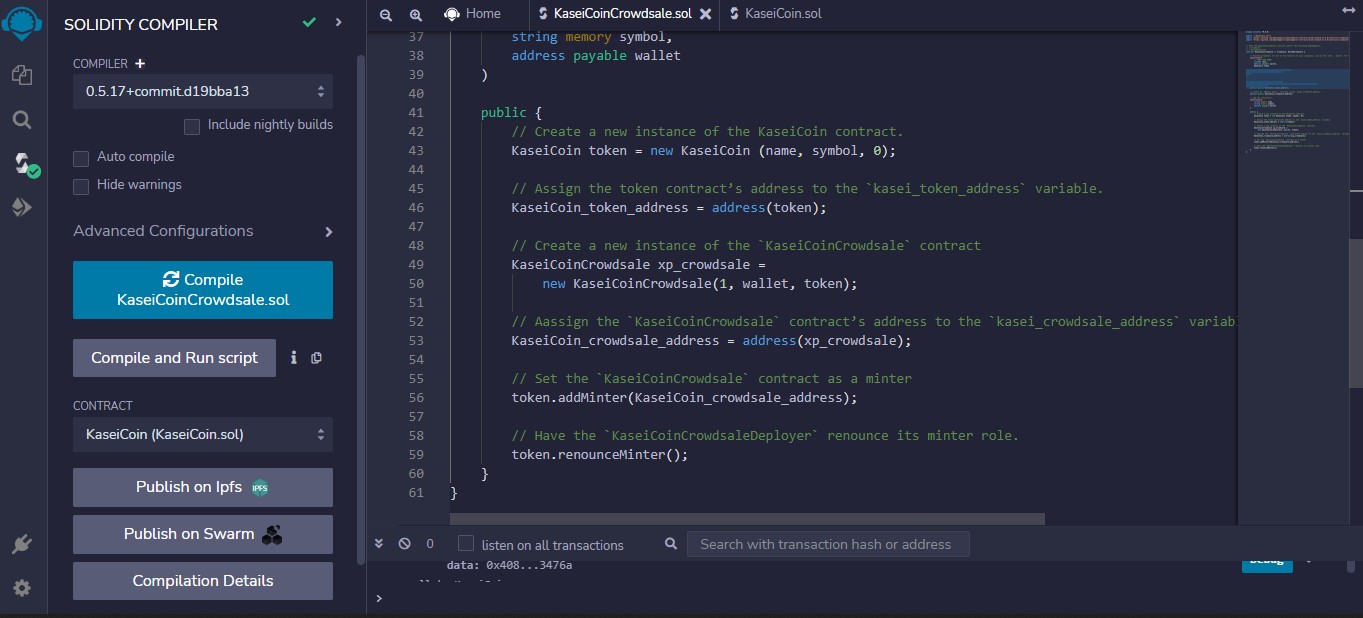 SOLIDITY COMPILER
COMPILER +
0.5.17+commit.d19bba13
Include nightly builds
Auto compile
Hide warnings
Advanced Configurations
Compile
KaseiCoinCrowdsale.sol
Compile and Run script
CONTRACT
KaseiCoin (KaseiCoin.sol)
Publish on Ipfs IPFS
Publish on Swarm
Compilation Details
Home KaseiCoinCrowdsale.sol KaseiCoin.sol
37 string memory symbol,
38 address payable wallet
39 )
40
41 public {
42 // Create a new instance of the KaseiCoin contract.
43 KaseiCoin token = new KaseiCoin (name, symbol, 0);
44
45 // Assign the token contract’s address to the `kasei_token_address` variable.
46 KaseiCoin_token_address = address(token);
47
48 // Create a new instance of the `KaseiCoinCrowdsale` contract
49 KaseiCoinCrowdsale xp_crowdsale =
50 new KaseiCoinCrowdsale(1, wallet, token);
51
52 // Aassign the `KaseiCoinCrowdsale` contract’s address to the `kasei_crowdsale_address` variab
53 KaseiCoin_crowdsale_address = address(xp_crowdsale);
54
55 // Set the `KaseiCoinCrowdsale` contract as a minter
56 token.addMinter(KaseiCoin_crowdsale_address);
57
58 // Have the `KaseiCoinCrowdsaleDeployer` renounce its minter role.
59 token.renounceMinter();
60 }
61 }
0 listen on all transactions Search with transaction hash or address
data: 0x408...3476a
Debug
>